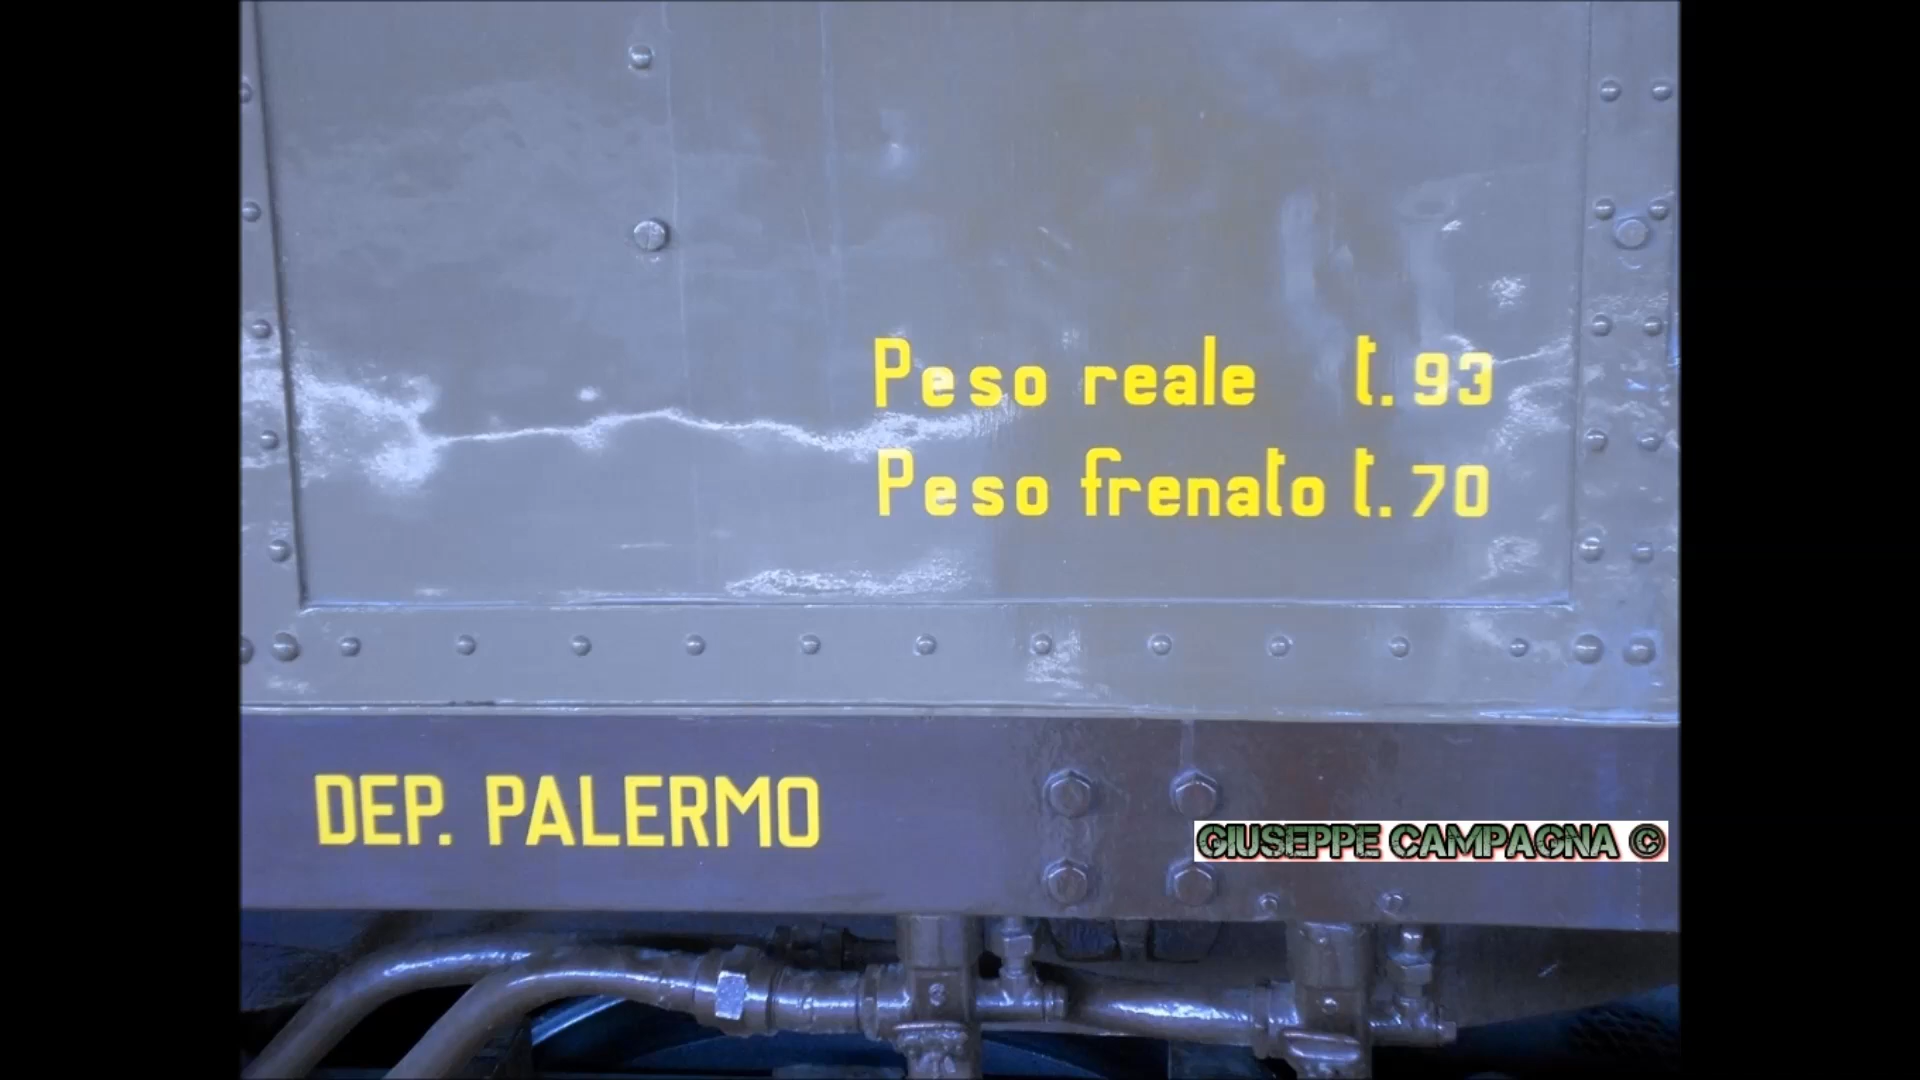 Peso reale t. 93
Peso frenato t. 70
DEP. PALERMO
GIUSEPPE CAMPAGNA ©